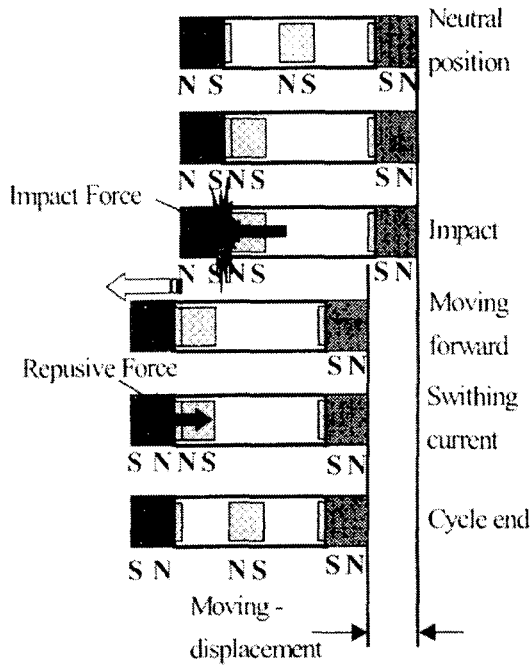 Neutral
position
N S N S S N
N S N S S N
Impact Force
Impact
N S N S S N
Moving
forward
S N
Repusive Force
Swithing
current
S N N S S N
Cycle end
S N N S S N
Moving -
displacement